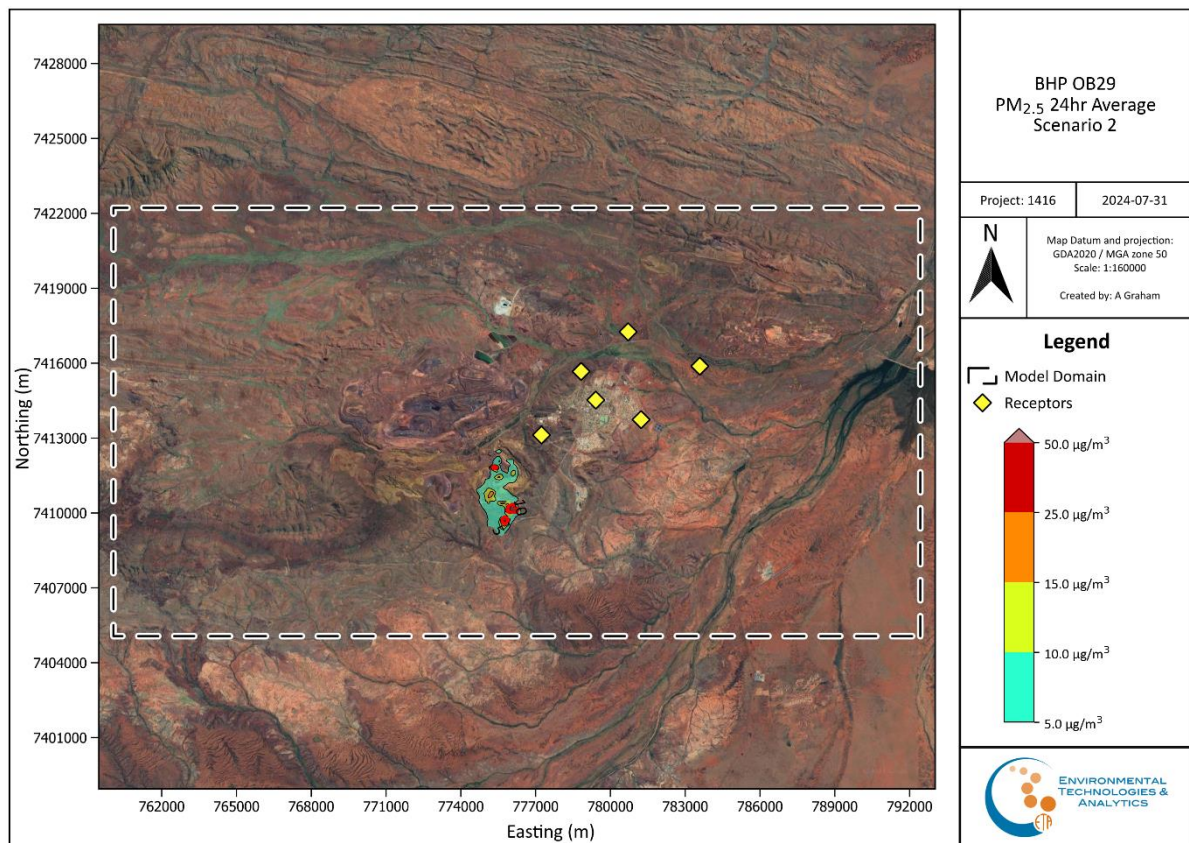 BHP OB29
PM2.5 24hr Average
Scenario 2
Project: 1416
2024-07-31
N
Map Datum and projection:
GDA2020 / MGA zone 50
Scale: 1:160000
Created by: A Graham
Legend
Model Domain
Receptors
50.0 µg/m³
25.0 µg/m³
15.0 µg/m³
10.0 µg/m³
5.0 µg/m³
ENVIRONMENTAL
TECHNOLOGIES &
ANALYTICS
ETA
Northing (m)
7428000
7425000
7422000
7419000
7416000
7413000
7410000
7407000
7404000
7401000
762000
765000
768000
771000
774000
777000
780000
783000
786000
789000
792000
Easting (m)